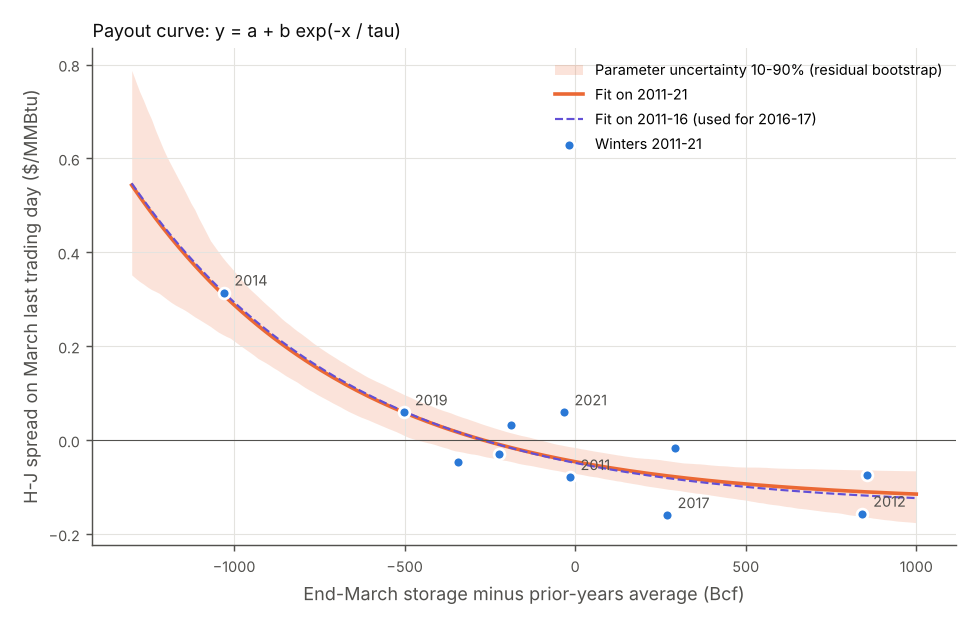 Payout curve: y = a + b exp(-x / tau)
Parameter uncertainty 10-90% (residual bootstrap)
Fit on 2011-21
Fit on 2011-16 (used for 2016-17)
Winters 2011-21
H-J spread on March last trading day ($/MMBtu)
0.8
0.6
0.4
0.2
0.0
−0.2
2014
2019
2021
2011
2017
2012
−1000
−500
0
500
1000
End-March storage minus prior-years average (Bcf)